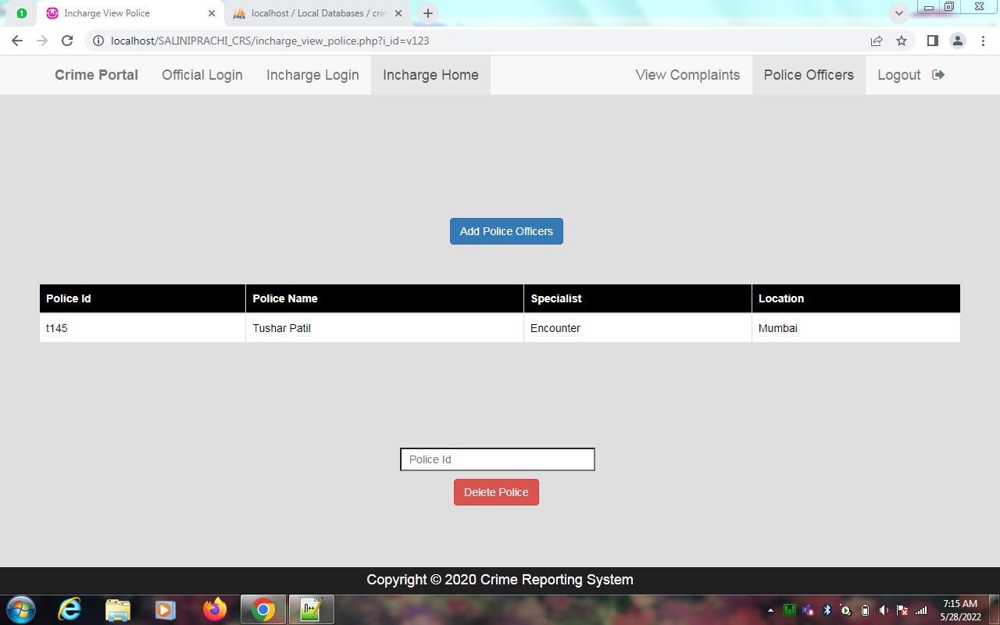 1
Incharge View Police
localhost / Local Databases / crin
localhost/SALINIPRACHI_CRS/incharge_view_police.php?i_id=v123
Crime Portal Official Login Incharge Login Incharge Home View Complaints Police Officers Logout
Add Police Officers
Police Id Police Name Specialist Location
t145 Tushar Patil Encounter Mumbai
Police Id
Delete Police
Copyright © 2020 Crime Reporting System
7:15 AM
5/28/2022